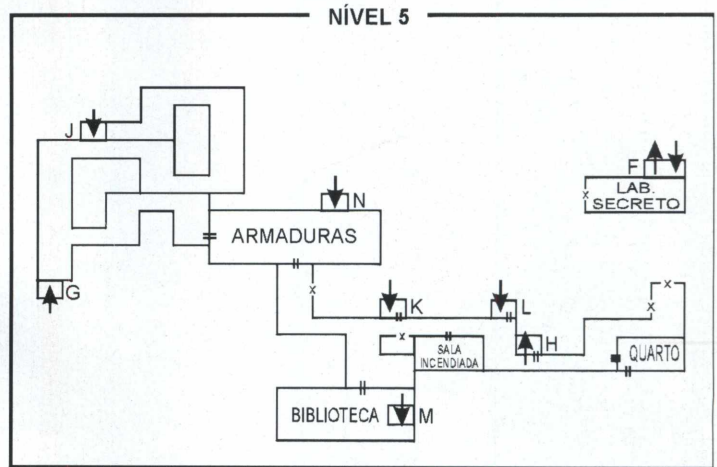 NÍVEL 5
J
F
LAB.
SECRETO
N
ARMADURAS
G
K
L
H
SALA
INCENDIADA
QUARTO
BIBLIOTECA
M